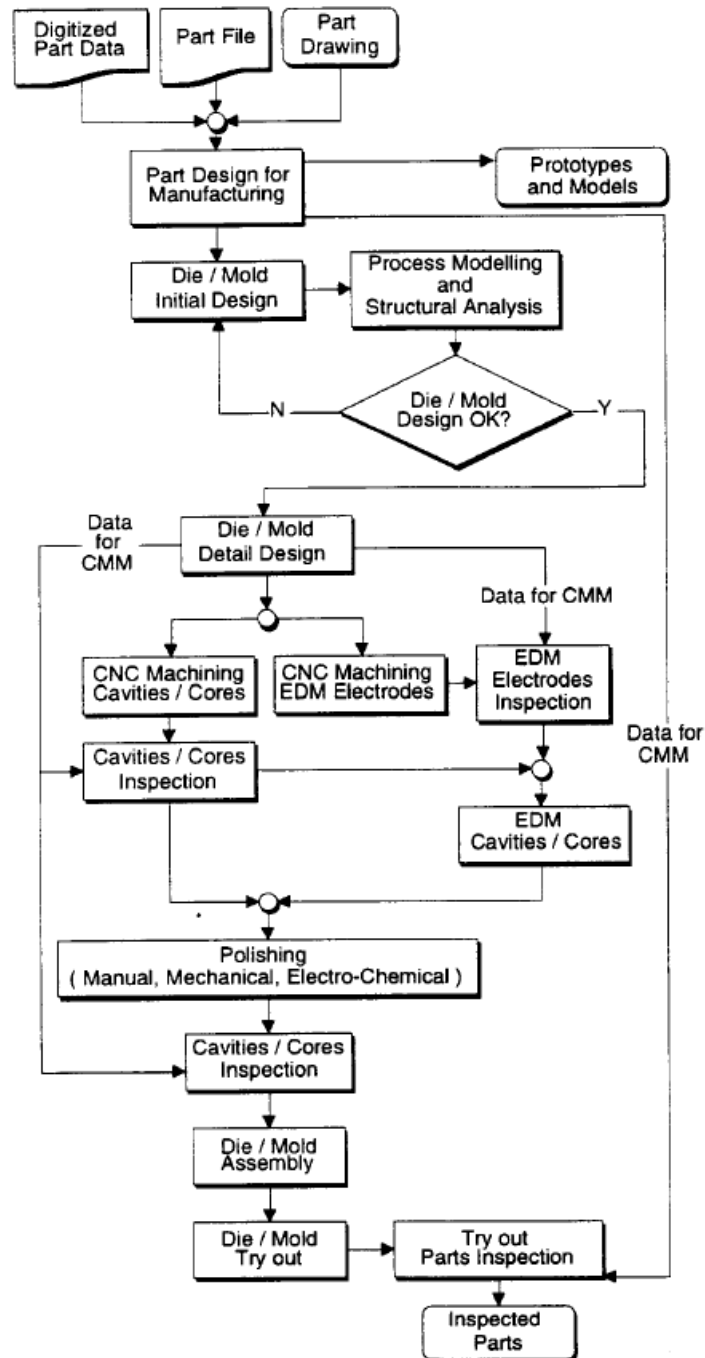 Digitized
Part Data
Part File
Part
Drawing
Part Design for
Manufacturing
Prototypes
and Models
Die / Mold
Initial Design
Process Modelling
and
Structural Analysis
Die / Mold
Design OK?
N
Y
Data
for
CMM
Die / Mold
Detail Design
Data for CMM
CNC Machining
Cavities / Cores
CNC Machining
EDM Electrodes
EDM
Electrodes
Inspection
Data for
CMM
Cavities / Cores
Inspection
EDM
Cavities / Cores
Polishing
( Manual, Mechanical, Electro-Chemical )
Cavities / Cores
Inspection
Die / Mold
Assembly
Die / Mold
Try out
Try out
Parts Inspection
Inspected
Parts